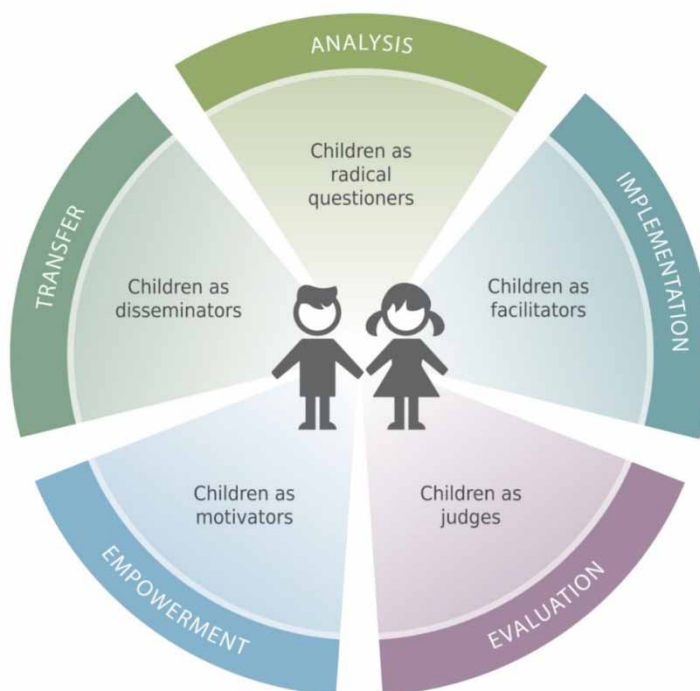 ANALYSIS
Children as
radical
questioners
IMPLEMENTATION
Children as
facilitators
EVALUATION
Children as
judges
EMPOWERMENT
Children as
motivators
TRANSFER
Children as
disseminators